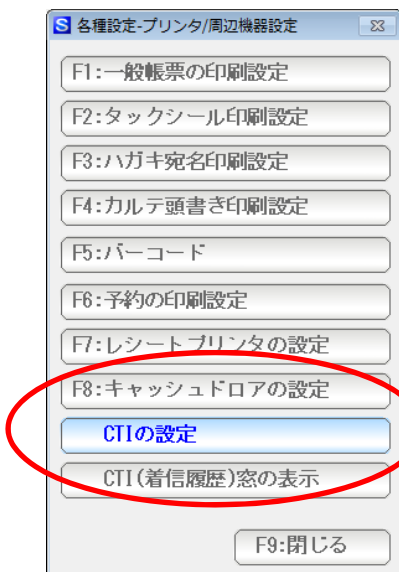 S 各種設定-プリンタ/周辺機器設定
F1:一般帳票の印刷設定
F2:タックシール印刷設定
F3:ハガキ宛名印刷設定
F4:カルテ頭書き印刷設定
F5:バーコード
F6:予約の印刷設定
F7:レシートプリンタの設定
F8:キャッシュドロアの設定
CTIの設定
CTI(着信履歴)窓の表示
F9:閉じる